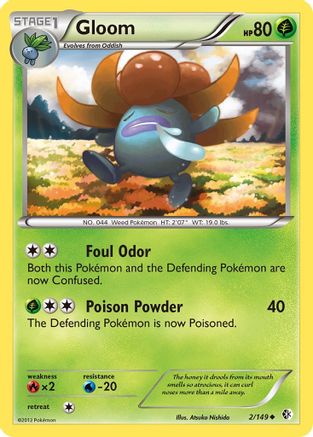 STAGE1
Gloom
HP80
Evolves from Oddish
NO. 044 Weed Pokémon HT: 2'07" WT: 19.0 lbs.
Foul Odor
Both this Pokémon and the Defending Pokémon are
now Confused.
Poison Powder 40
The Defending Pokémon is now Poisoned.
weakness
×2
resistance
-20
retreat
The honey it drools from its mouth
smells so atrocious, it can curl
noses more than a mile away.
©2012 Pokémon
Illus. Atsuko Nishida
2/149